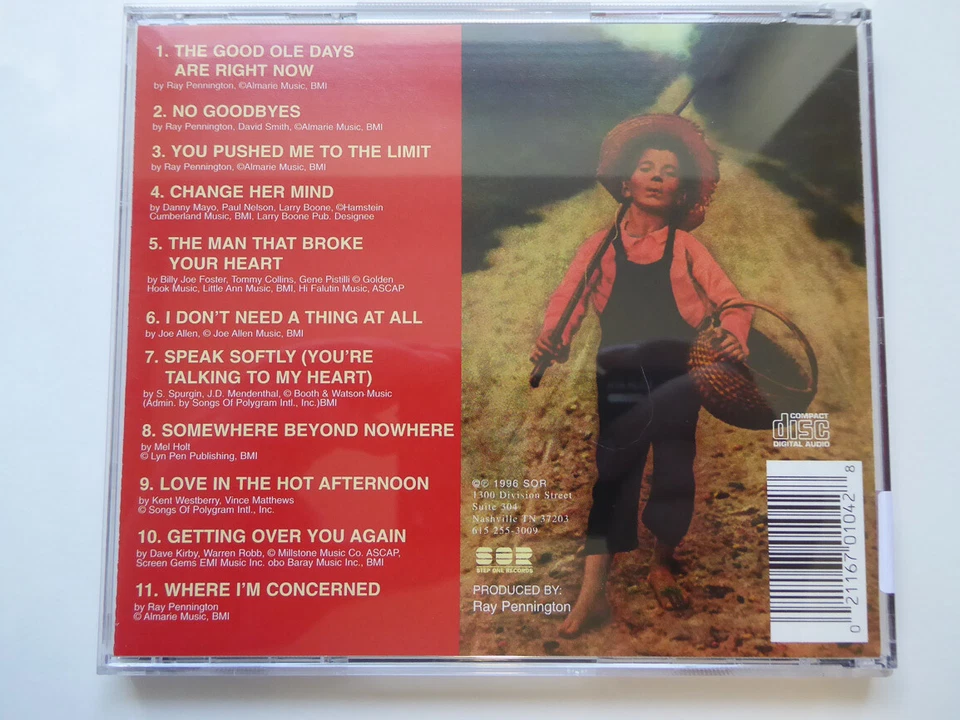 1. THE GOOD OLE DAYS
ARE RIGHT NOW
by Ray Pennington, ©Almarie Music, BMI
2. NO GOODBYES
by Ray Pennington, David Smith, ©Almarie Music, BMI
3. YOU PUSHED ME TO THE LIMIT
by Ray Pennington, ©Almarie Music, BMI
4. CHANGE HER MIND
by Danny Mayo, Paul Nelson, Larry Boone, ©Hamstein
Cumberland Music, BMI, Larry Boone Pub. Designee
5. THE MAN THAT BROKE
YOUR HEART
by Billy Joe Foster, Tommy Collins, Gene Pistilli © Golden
Hook Music, Little Ann Music, BMI, Hi Falutin Music, ASCAP
6. I DON'T NEED A THING AT ALL
by Joe Allen, © Joe Allen Music, BMI
7. SPEAK SOFTLY (YOU'RE
TALKING TO MY HEART)
by S. Spurgin, J.D. Mendenthal, © Booth & Watson Music
(Admin. by Songs Of Polygram Intl., Inc.)BMI
8. SOMEWHERE BEYOND NOWHERE
by Mel Holt
© Lyn Pen Publishing, BMI
9. LOVE IN THE HOT AFTERNOON
by Kent Westberry, Vince Matthews
© Songs Of Polygram Intl., Inc.
10. GETTING OVER YOU AGAIN
by Dave Kirby, Warren Robb, © Millstone Music Co. ASCAP,
Screen Gems EMI Music Inc. obo Baray Music Inc., BMI
11. WHERE I'M CONCERNED
by Ray Pennington
© Almarie Music, BMI
©℗ 1996 SOR
1300 Division Street
Suite 304
Nashville TN 37203
615 255-3009
SOR
STEP ONE RECORDS
PRODUCED BY:
Ray Pennington
COMPACT
disc
DIGITAL AUDIO
0 21167 01042 8